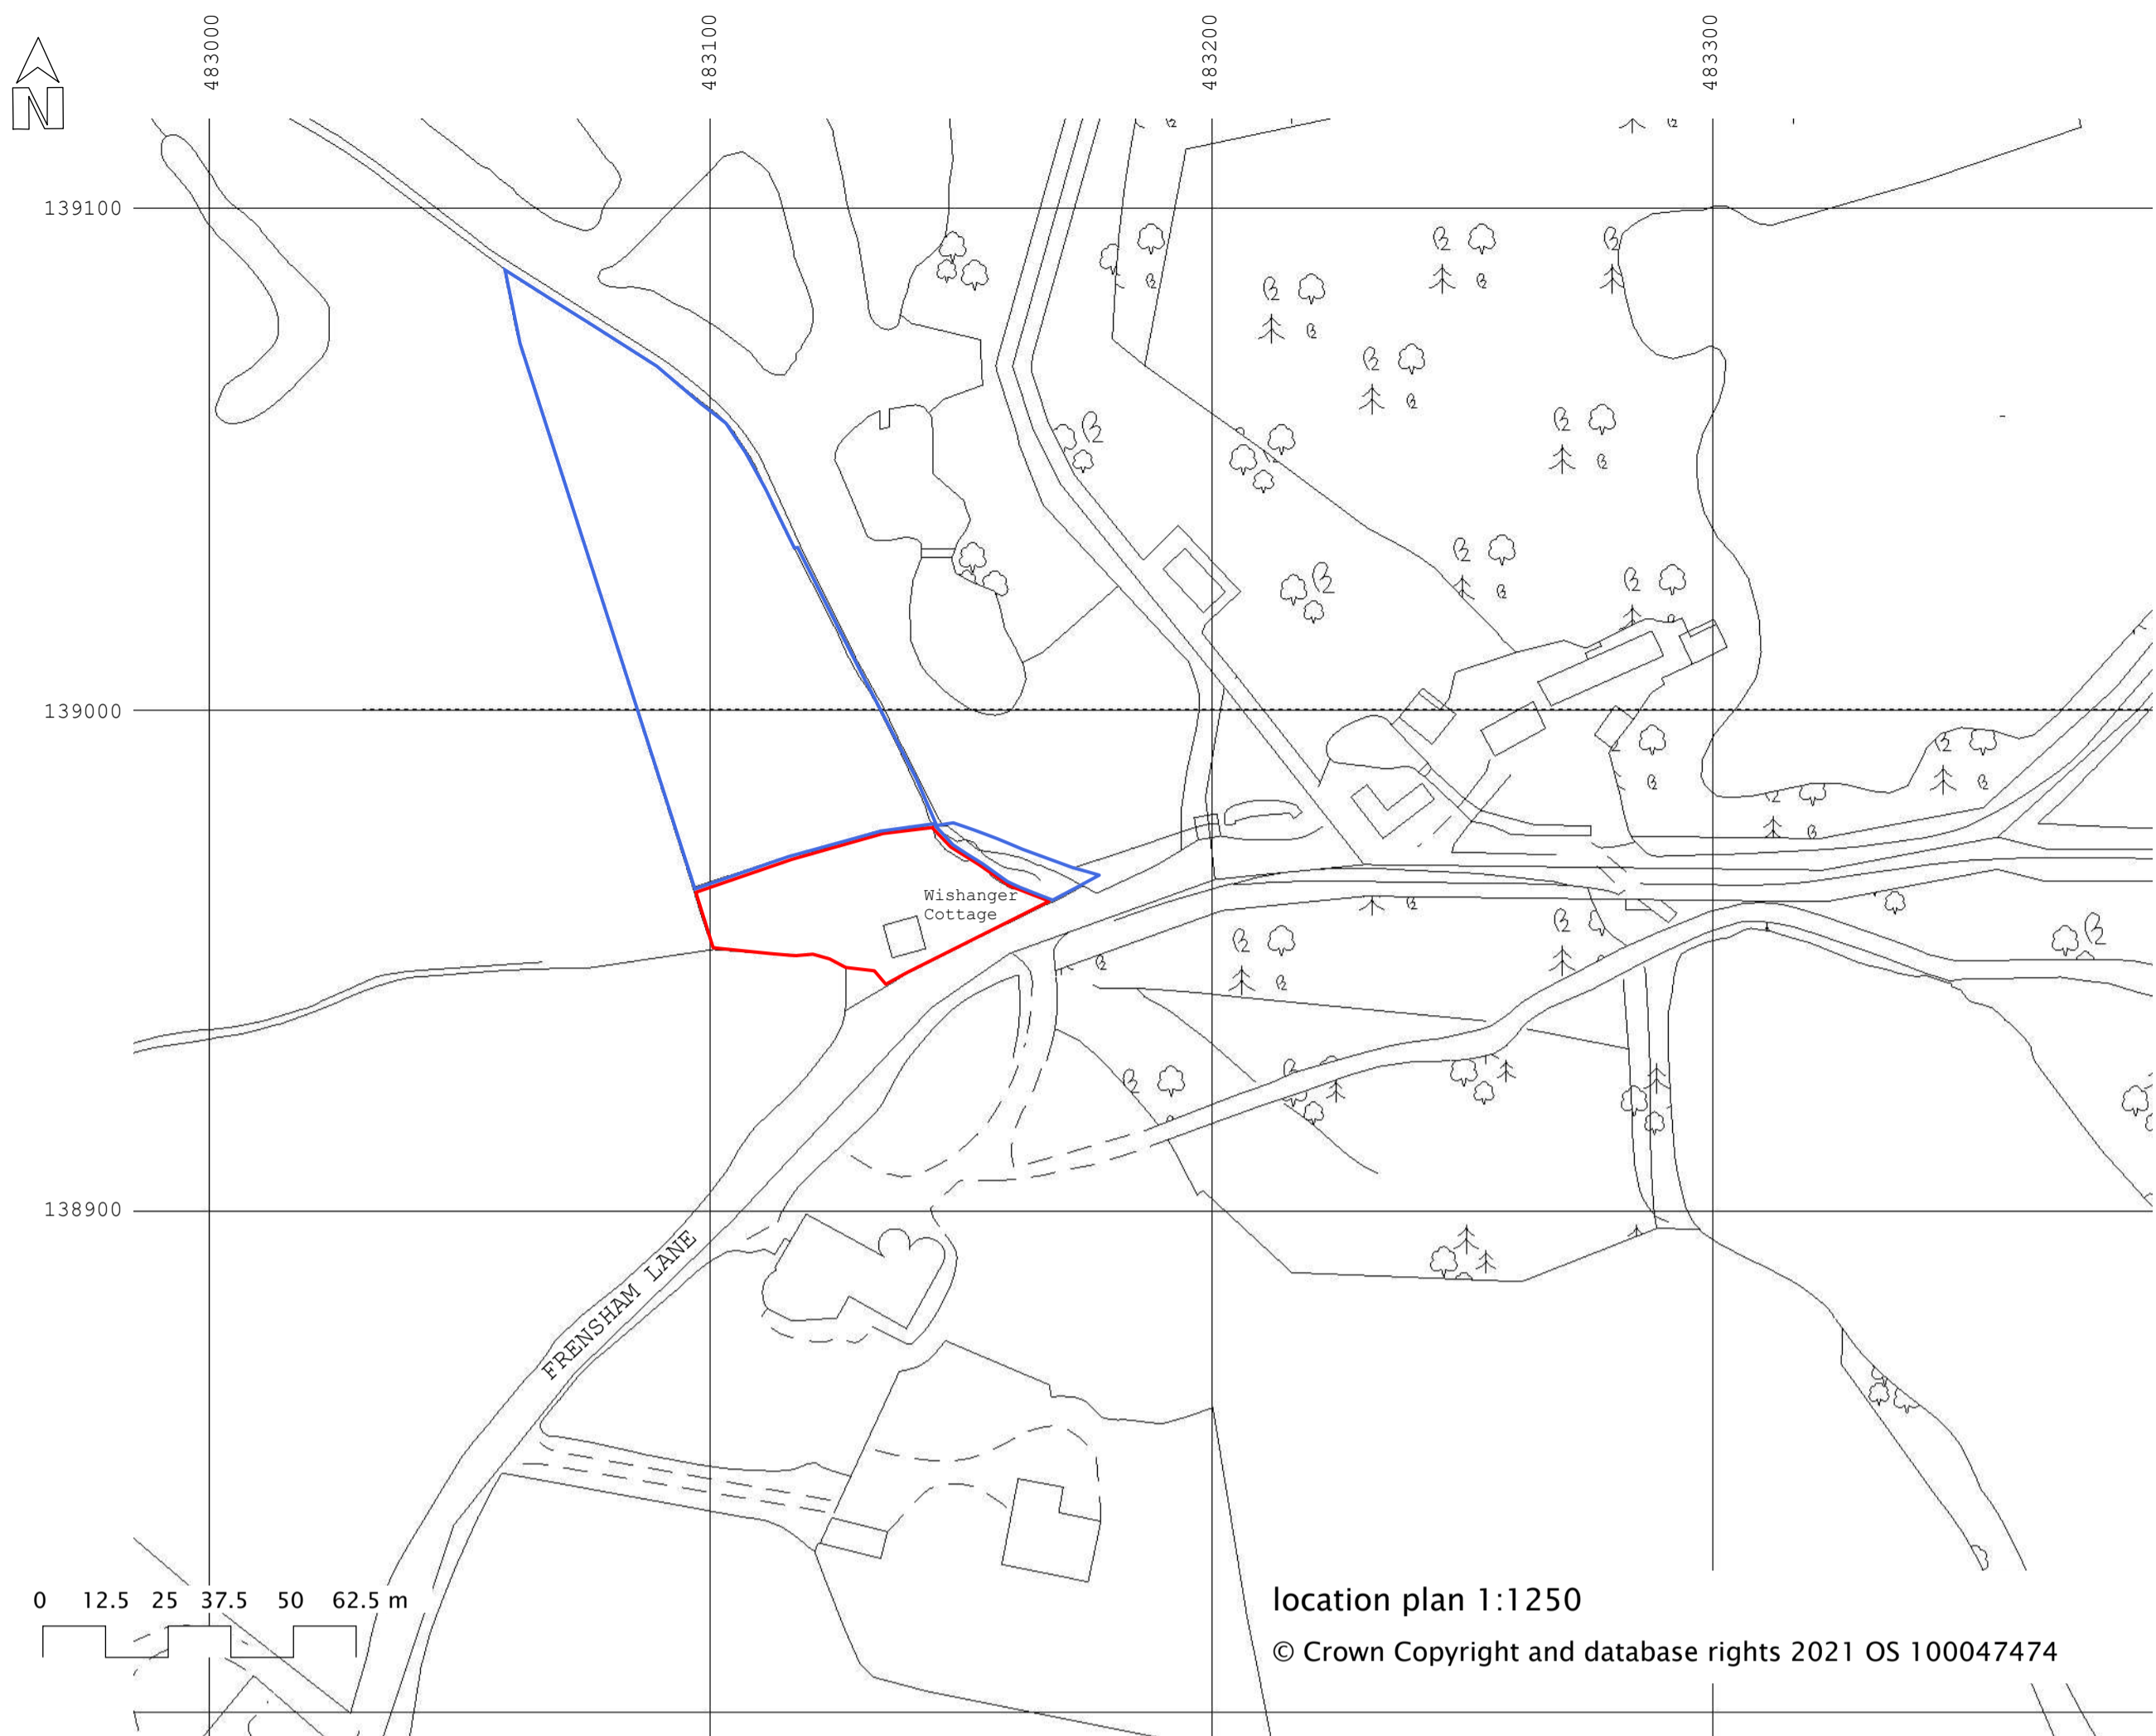 483000
483100
483200
483300
N
139100
139000
Wishanger
Cottage
138900
FRENSHAM LANE
0 12.5 25 37.5 50 62.5 m
location plan 1:1250
© Crown Copyright and database rights 2021 OS 100047474